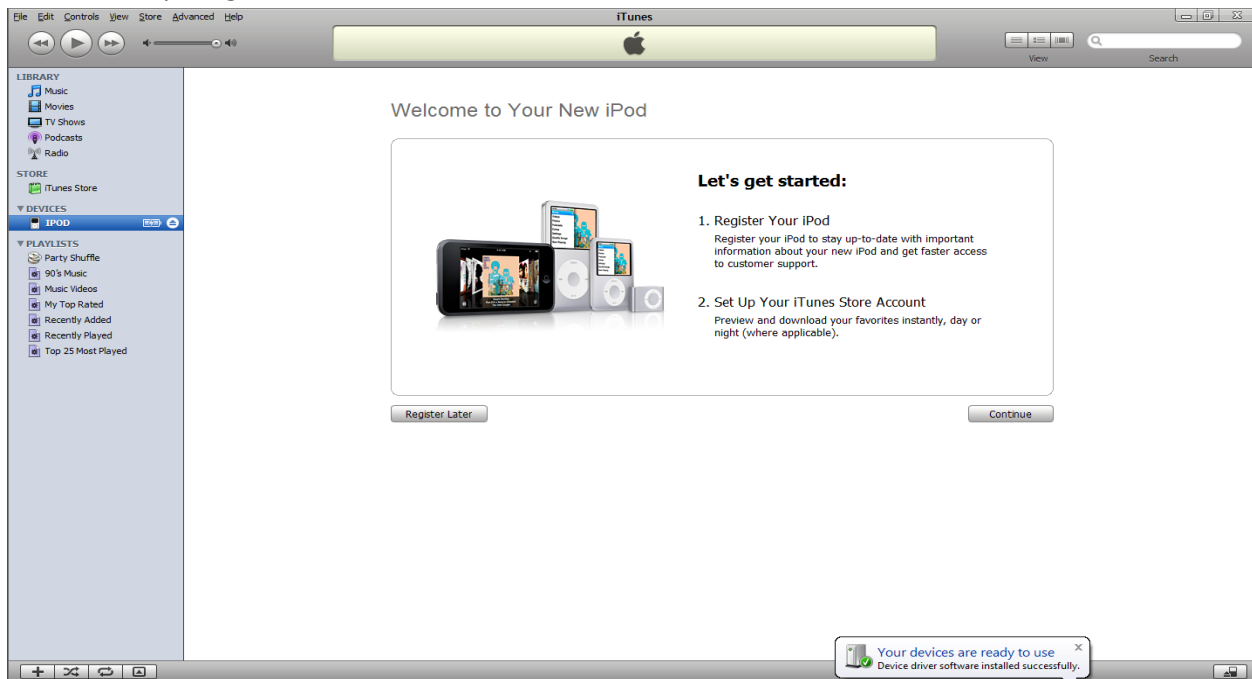 File Edit Controls View Store Advanced Help
iTunes
View
Search
LIBRARY
Music
Movies
TV Shows
Podcasts
Radio
STORE
iTunes Store
DEVICES
IPOD
PLAYLISTS
Party Shuffle
90's Music
Music Videos
My Top Rated
Recently Added
Recently Played
Top 25 Most Played
Welcome to Your New iPod
Let's get started:
1. Register Your iPod
Register your iPod to stay up-to-date with important
information about your new iPod and get faster access
to customer support.
2. Set Up Your iTunes Store Account
Preview and download your favorites instantly, day or
night (where applicable).
Register Later
Continue
Your devices are ready to use
Device driver software installed successfully.